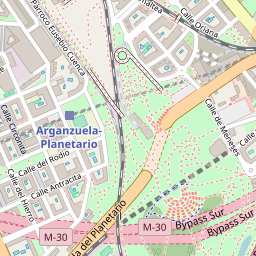 Parroco Eusebio Cuenca
Calle Oriana
Calle de Meneses
Calle Circonita
Arganzuela-
Planetario
Calle del Rodio
Calle Antracita
Calle del Hierro
del Planetario
M-30
M-30
Bypass Sur
Bypass Sur